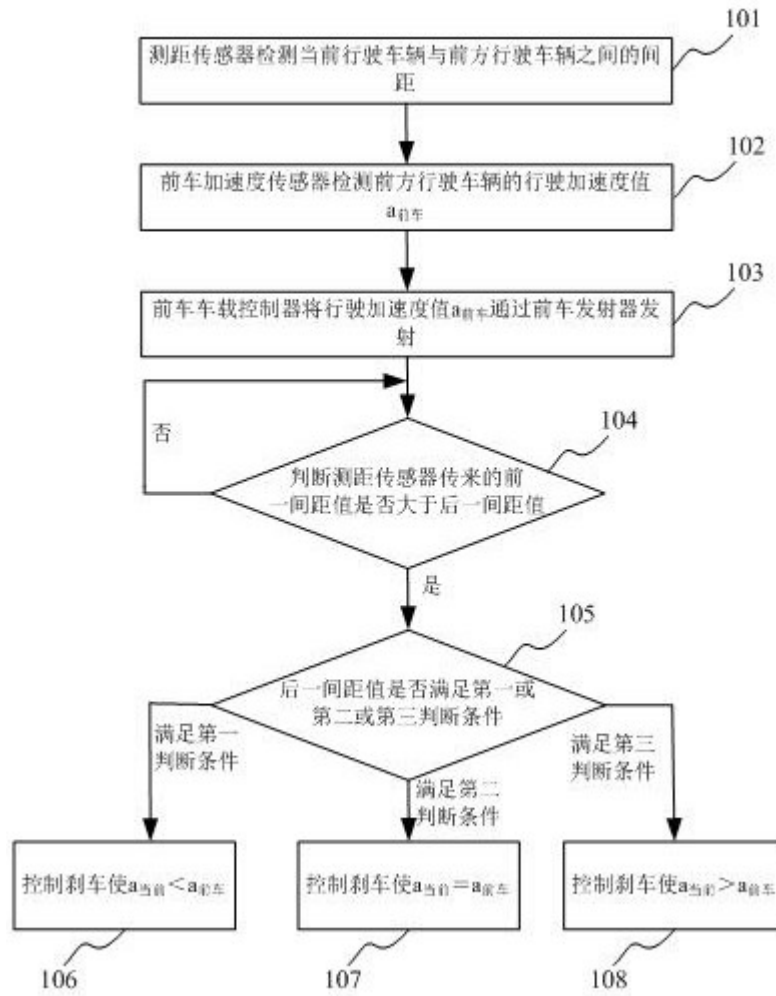 101
测距传感器检测当前行驶车辆与前方行驶车辆之间的间
距
102
前车加速度传感器检测前方行驶车辆的行驶加速度值
a前车
103
前车车载控制器将行驶加速度值a前车通过前车发射器发
射
否
104
判断测距传感器传来的前
一间距值是否大于后一间距值
是
105
后一间距值是否满足第一或
第二或第三判断条件
满足第一
判断条件
满足第二
判断条件
满足第三
判断条件
控制刹车使a当前<a前车
控制刹车使a当前=a前车
控制刹车使a当前>a前车
106
107
108